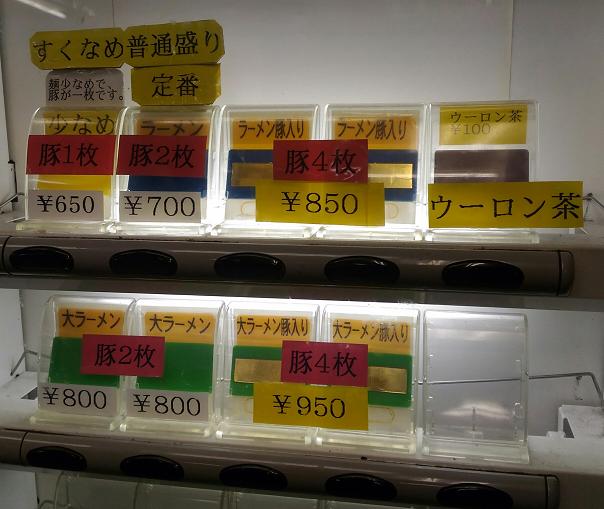 すくなめ
普通盛り
麺少なめで、
豚が一枚です。
定番
少なめ
ラーメン
ラーメン豚入り
ラーメン豚入り
ウーロン茶
¥100
豚1枚
豚2枚
豚4枚
¥650
¥700
¥850
ウーロン茶
大ラーメン
大ラーメン
大ラーメン豚入り
大ラーメン豚入り
豚2枚
豚4枚
¥800
¥800
¥950